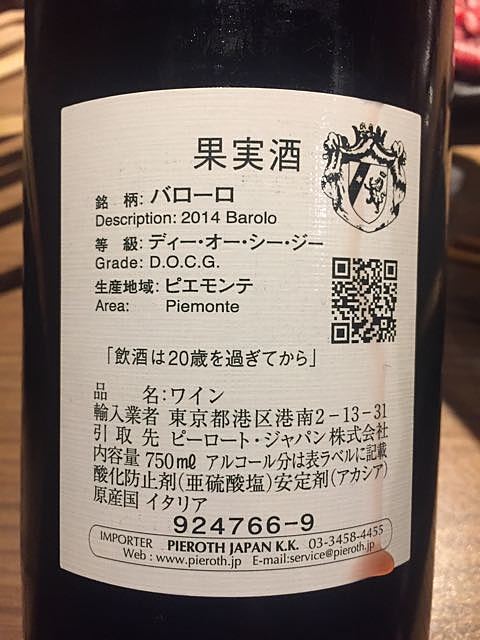 果実酒
銘 柄: バローロ
Description: 2014 Barolo
等 級: ディー・オー・シー・ジー
Grade: D.O.C.G.
生産地域: ピエモンテ
Area: Piemonte
「飲酒は20歳を過ぎてから」
品 名:ワイン
輸入業者 東京都港区港南2-13-31
引取先 ピーロート・ジャパン株式会社
内容量 750mℓ アルコール分は表ラベルに記載
酸化防止剤(亜硫酸塩)安定剤(アカシア)
原産国 イタリア
924766-9
IMPORTER PIEROTH JAPAN K.K. 03-3458-4455
Web : www.pieroth.jp E-mail:service@pieroth.jp